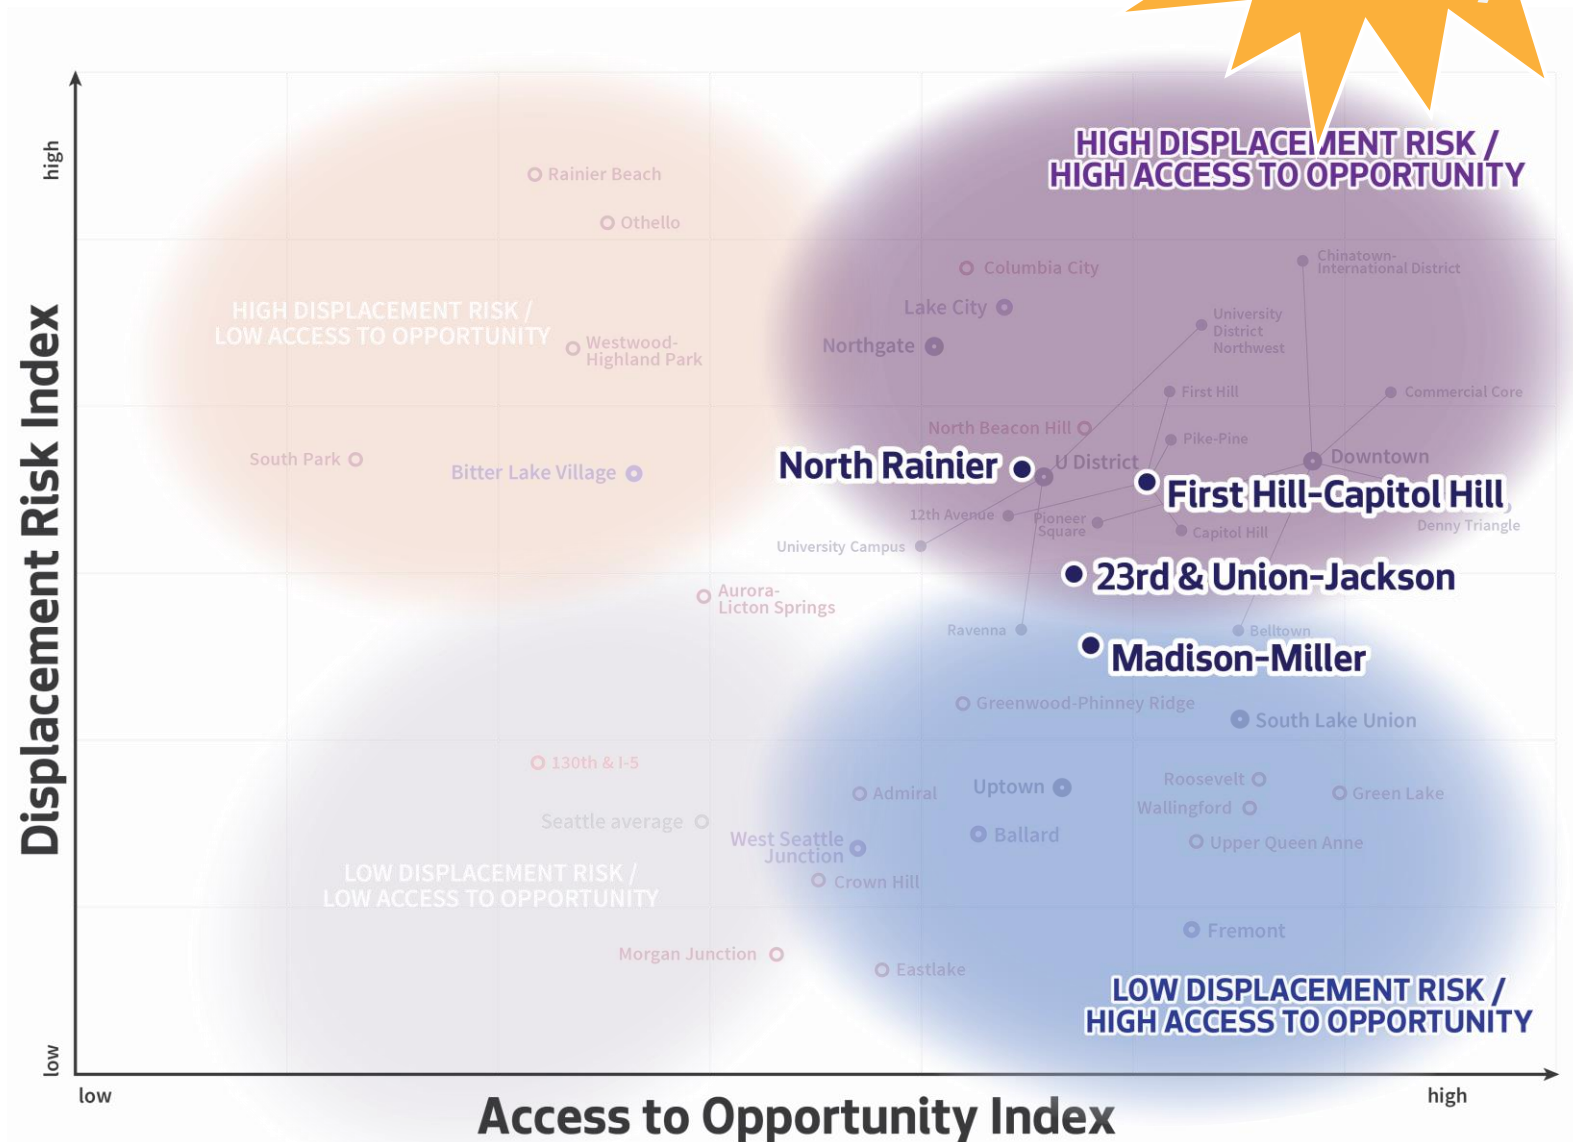 HIGH DISPLACEMENT RISK /
HIGH ACCESS TO OPPORTUNITY
high
Rainier Beach
Othello
Chinatown-
International District
Columbia City
HIGH DISPLACEMENT RISK /
LOW ACCESS TO OPPORTUNITY
Lake City
University
District
Northwest
Northgate
Westwood-
Highland Park
First Hill
Commercial Core
North Beacon Hill
Pike-Pine
South Park
Bitter Lake Village
North Rainier
U District
Downtown
First Hill-Capitol Hill
12th Avenue
Pioneer
Square
Capitol Hill
Denny Triangle
University Campus
23rd & Union-Jackson
Aurora-
Licton Springs
Ravenna
Belltown
Madison-Miller
Displacement Risk Index
Greenwood-Phinney Ridge
South Lake Union
130th & I-5
Admiral
Uptown
Roosevelt
Green Lake
Wallingford
Seattle average
West Seattle
Junction
Ballard
Upper Queen Anne
LOW DISPLACEMENT RISK /
LOW ACCESS TO OPPORTUNITY
Crown Hill
Fremont
Morgan Junction
Eastlake
LOW DISPLACEMENT RISK /
HIGH ACCESS TO OPPORTUNITY
low
low
high
Access to Opportunity Index